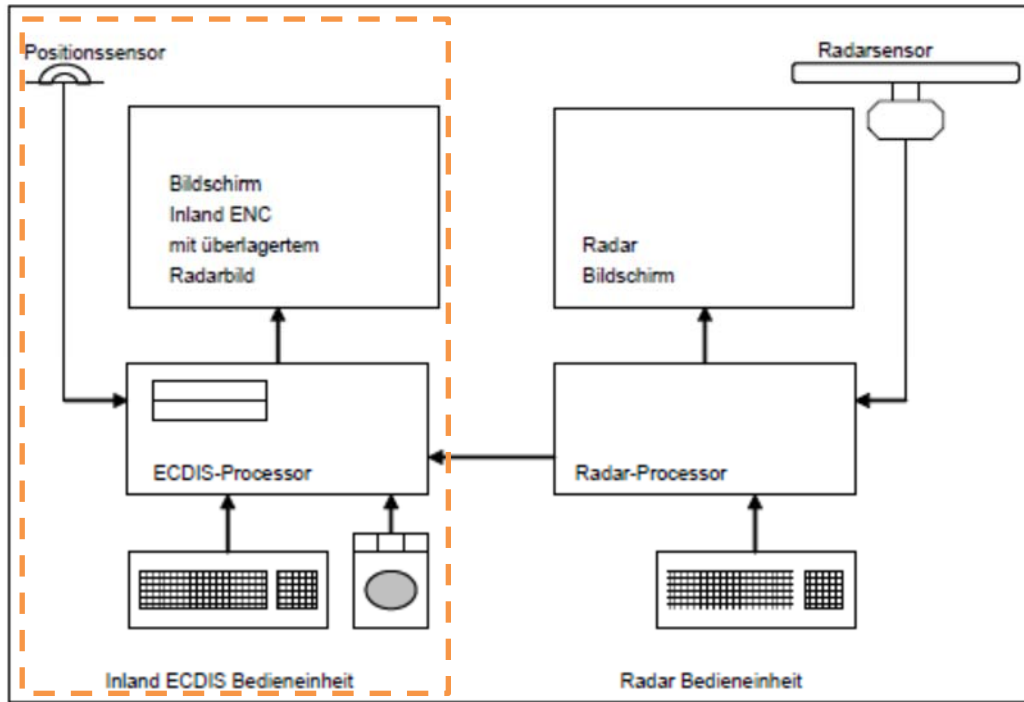 Positionssensor
Radarsensor
Bildschirm
Inland ENC
mit überlagertem
Radarbild
Radar
Bildschirm
ECDIS-Processor
Radar-Processor
Inland ECDIS Bedieneinheit
Radar Bedieneinheit